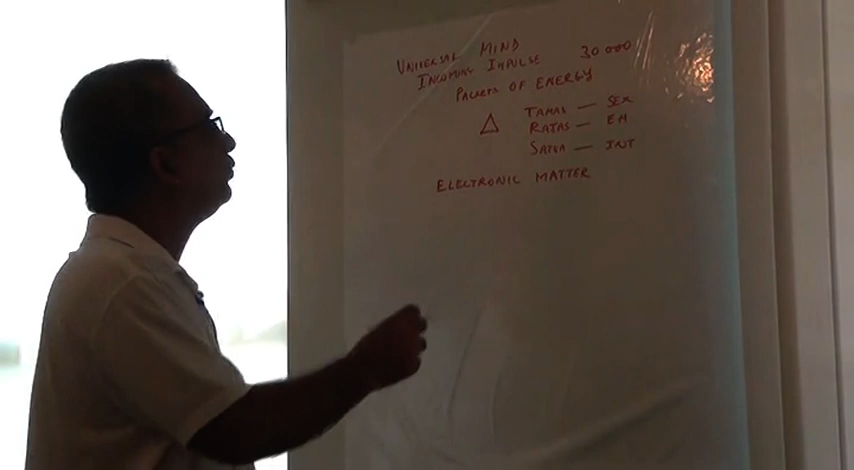 UNIVERSAL MIND 30 000
INCOMING IMPULSE
PACKETS OF ENERGY
TAMAS — SEX
RAJAS — EM
SATVA — INT
ELECTRONIC MATTER